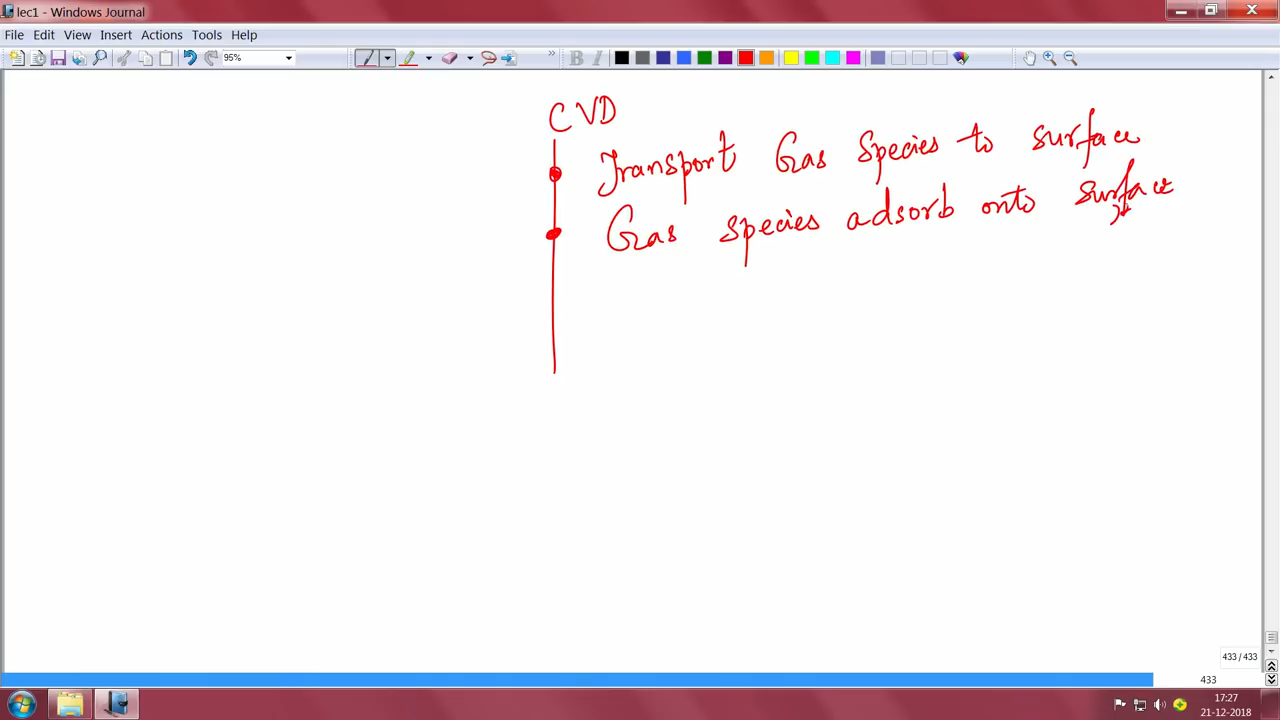 lec1 - Windows Journal
File Edit View Insert Actions Tools Help
95%
CVD
Transport Gas Species to surface
Gas species adsorb onto surface
433 / 433
433
17:27
21-12-2018